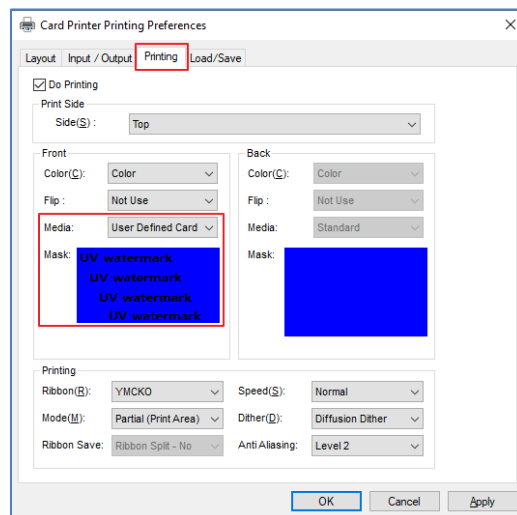 Card Printer Printing Preferences
Layout Input / Output Printing Load/Save
Do Printing
Print Side
Side(S) : Top
Front
Color(C): Color
Flip : Not Use
Media: User Defined Card
Mask: UV watermark
UV watermark
UV watermark
UV watermark
Back
Color(C): Color
Flip : Not Use
Media: Standard
Mask:
Printing
Ribbon(R): YMCKO Speed(S): Normal
Mode(M): Partial (Print Area) Dither(D): Diffusion Dither
Ribbon Save: Ribbon Split - No Anti Aliasing: Level 2
OK Cancel Apply